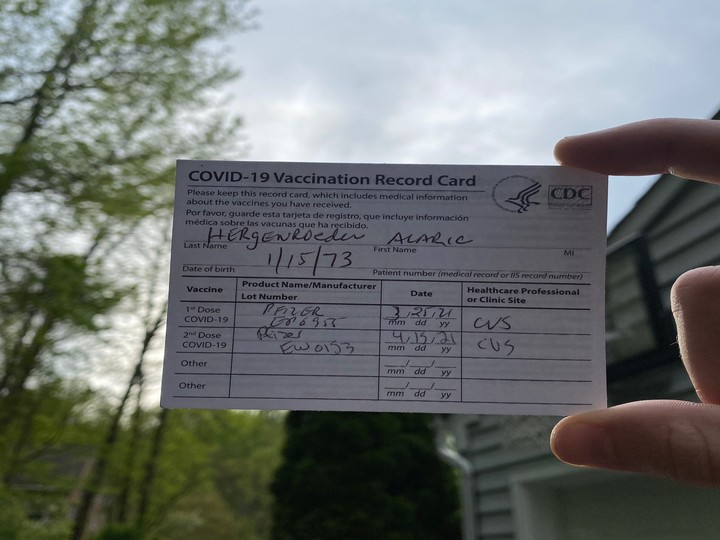 COVID-19 Vaccination Record Card
CDC
Please keep this record card, which includes medical information
about the vaccines you have received.
Por favor, guarde esta tarjeta de registro, que incluye información
médica sobre las vacunas que ha recibido.
HERGENROEDER ALARIC
Last Name First Name MI
1/15/73
Date of birth Patient number (medical record or IIS record number)
Vaccine Product Name/Manufacturer Date Healthcare Professional
Lot Number or Clinic Site
1st Dose PFIZER 3/25/21 CVS
COVID-19 mm dd yy
2nd Dose Pfizer 4/15/21 CVS
COVID-19 EW0153 mm dd yy
Other / /
mm dd yy
Other / /
mm dd yy